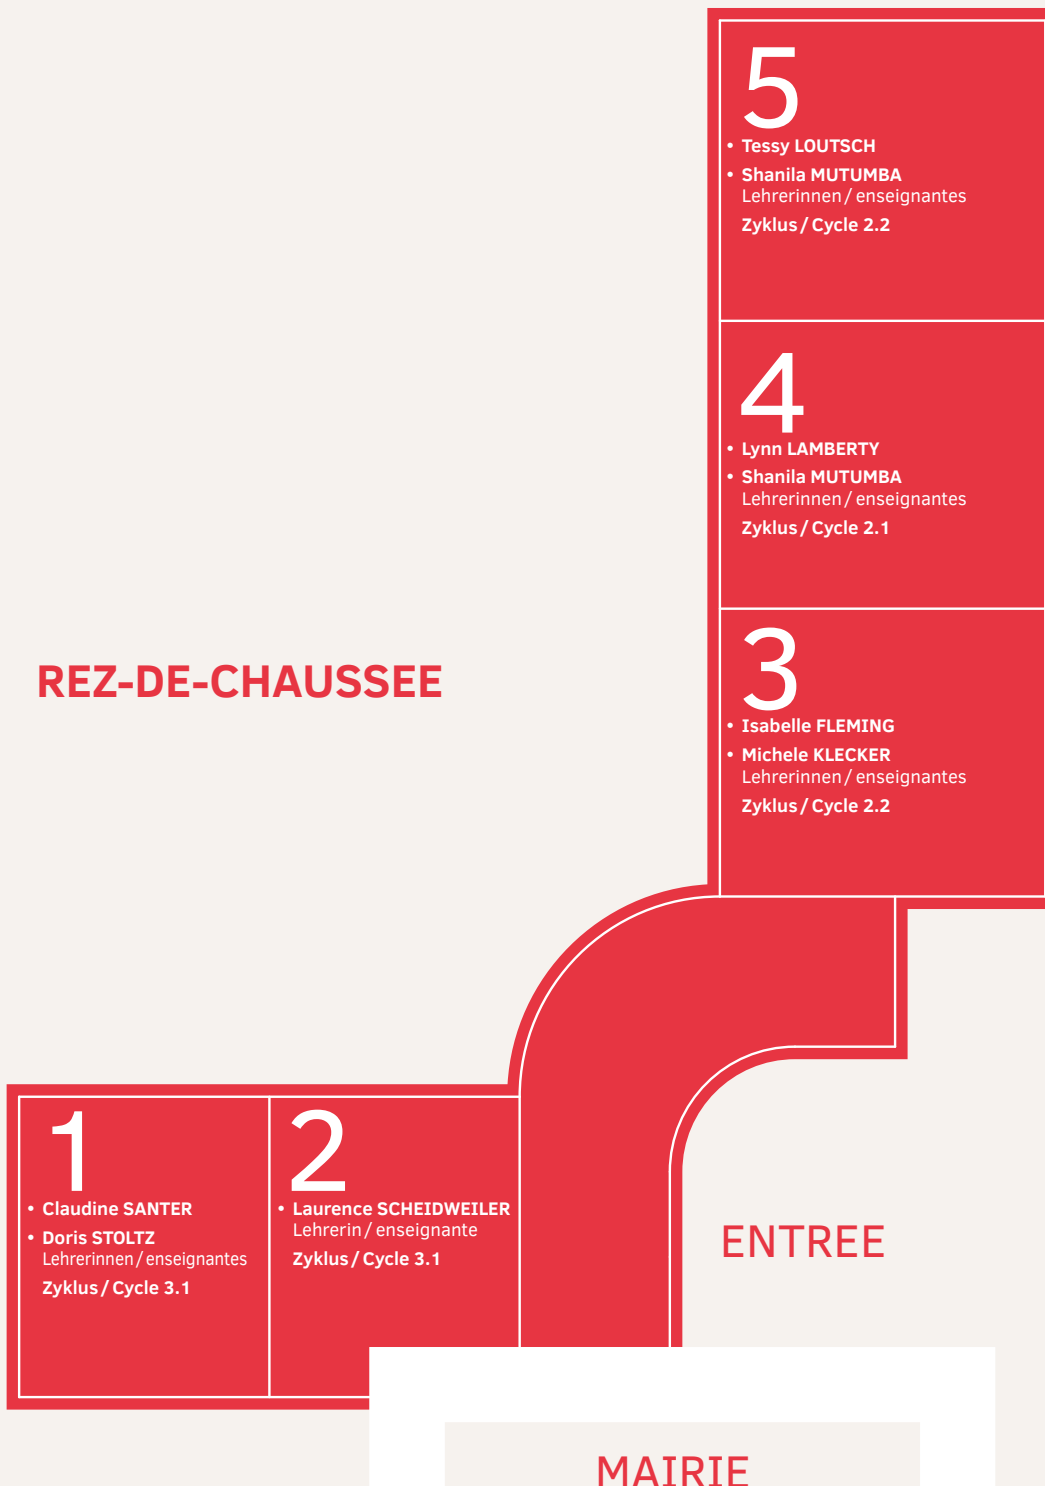 5
• Tessy LOUTSCH
• Shanila MUTUMBA
Lehrerinnen / enseignantes
Zyklus / Cycle 2.2
4
• Lynn LAMBERTY
• Shanila MUTUMBA
Lehrerinnen / enseignantes
Zyklus / Cycle 2.1
REZ-DE-CHAUSSEE
3
• Isabelle FLEMING
• Michele KLECKER
Lehrerinnen / enseignantes
Zyklus / Cycle 2.2
1
• Claudine SANTER
• Doris STOLTZ
Lehrerinnen / enseignantes
Zyklus / Cycle 3.1
2
• Laurence SCHEIDWEILER
Lehrerin / enseignante
Zyklus / Cycle 3.1
ENTREE
MAIRIE